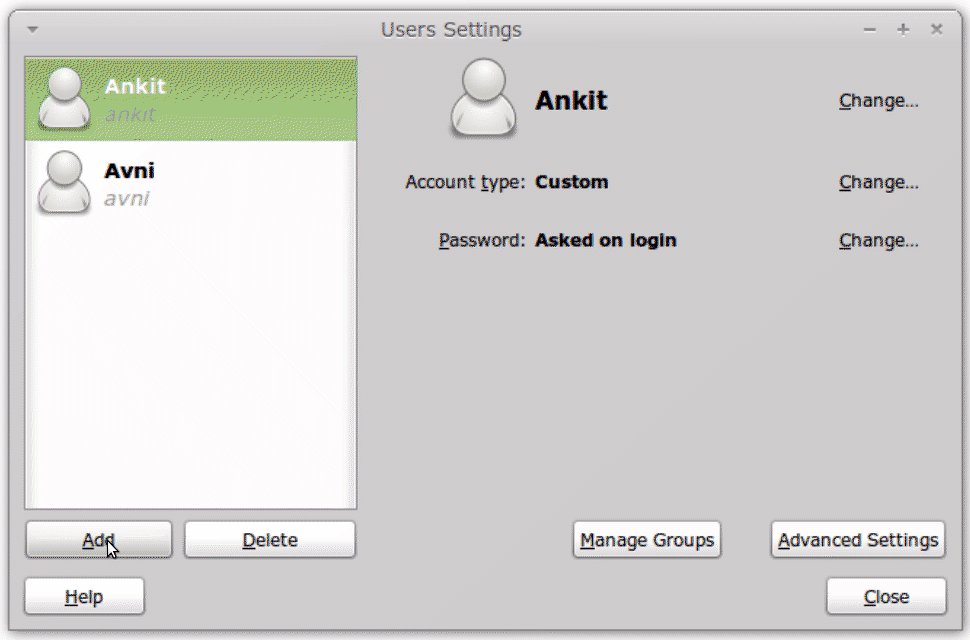 Users Settings
Ankit
ankit
Avni
avni
Ankit Change...
Account type: Custom Change...
Password: Asked on login Change...
Add Delete Manage Groups Advanced Settings
Help Close